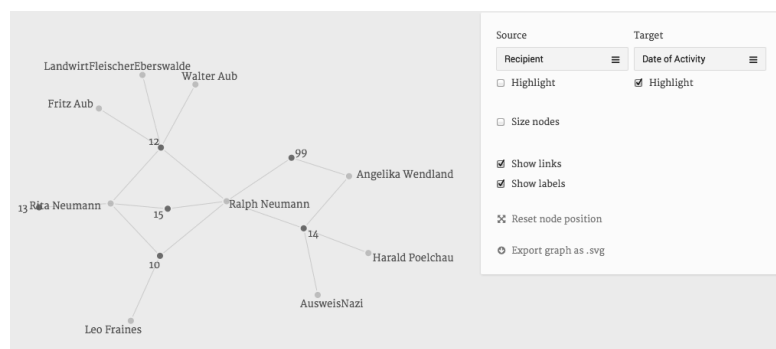 LandwirtFleischerEberswalde
Walter Aub
Fritz Aub
12
99
Angelika Wendland
13
Rita Neumann
15
Ralph Neumann
14
10
Harald Poelchau
AusweisNazi
Leo Fraines
Source
Target
Recipient
Date of Activity
Highlight
Highlight
Size nodes
Show links
Show labels
Reset node position
Export graph as .svg